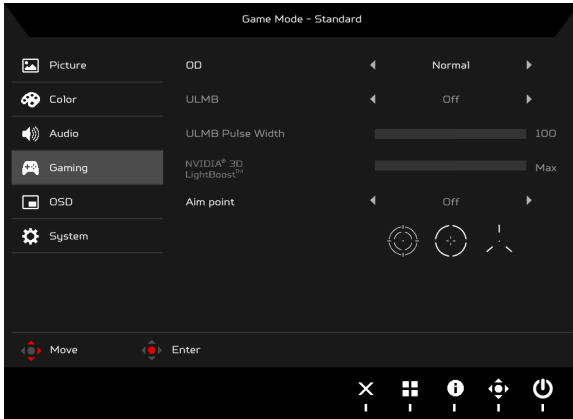 Game Mode - Standard
Picture
OD
Normal
Color
ULMB
Off
Audio
ULMB Pulse Width
100
Gaming
NVIDIA® 3D
LightBoost™
Max
OSD
Aim point
Off
System
Move
Enter